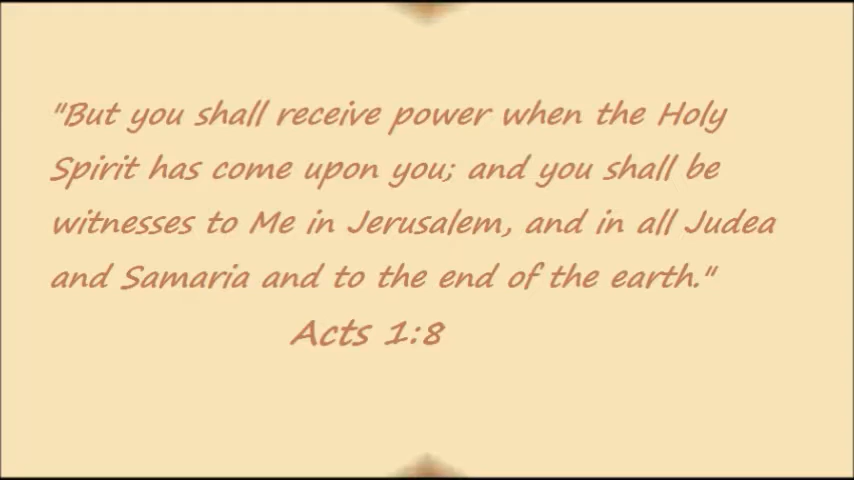 "But you shall receive power when the Holy
Spirit has come upon you; and you shall be
witnesses to Me in Jerusalem, and in all Judea
and Samaria and to the end of the earth."
Acts 1:8